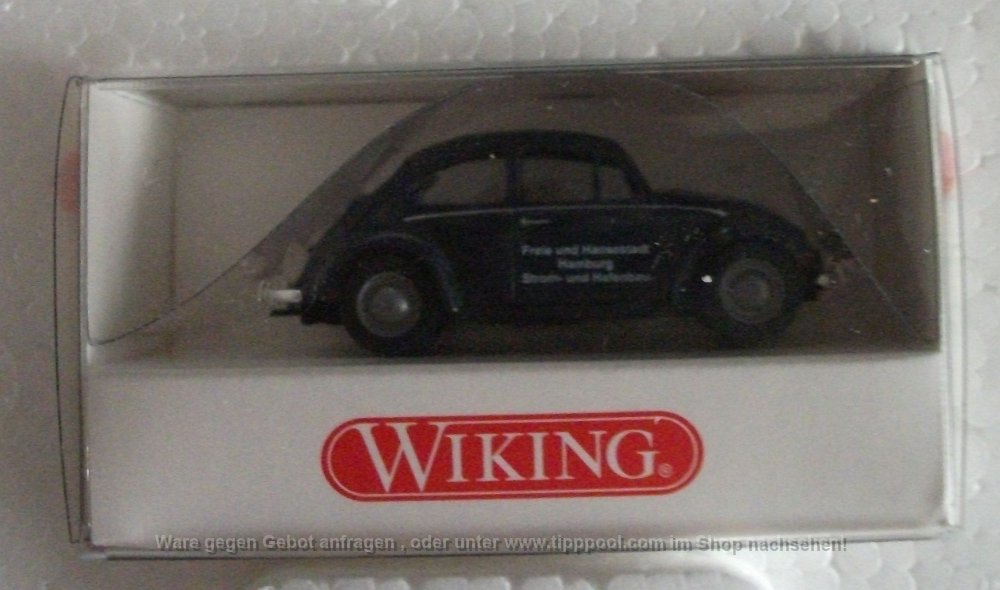 Freie und Hansestadt
Hamburg
Strom- und Hafenbau
WIKING®
Ware gegen Gebot anfragen , oder unter www.tipppool.com im Shop nachsehen!